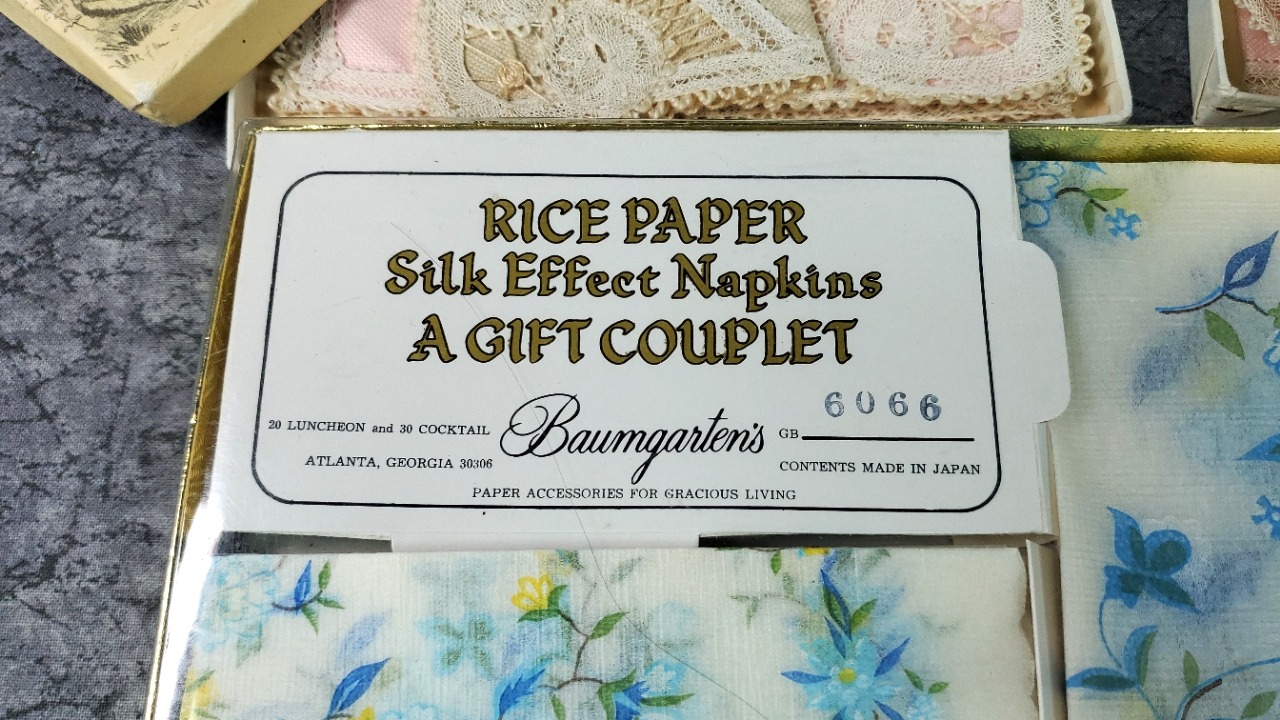 RICE PAPER
Silk Effect Napkins
A GIFT COUPLET
20 LUNCHEON and 30 COCKTAIL
ATLANTA, GEORGIA 30306
Baumgarten's
GB 6066
CONTENTS MADE IN JAPAN
PAPER ACCESSORIES FOR GRACIOUS LIVING